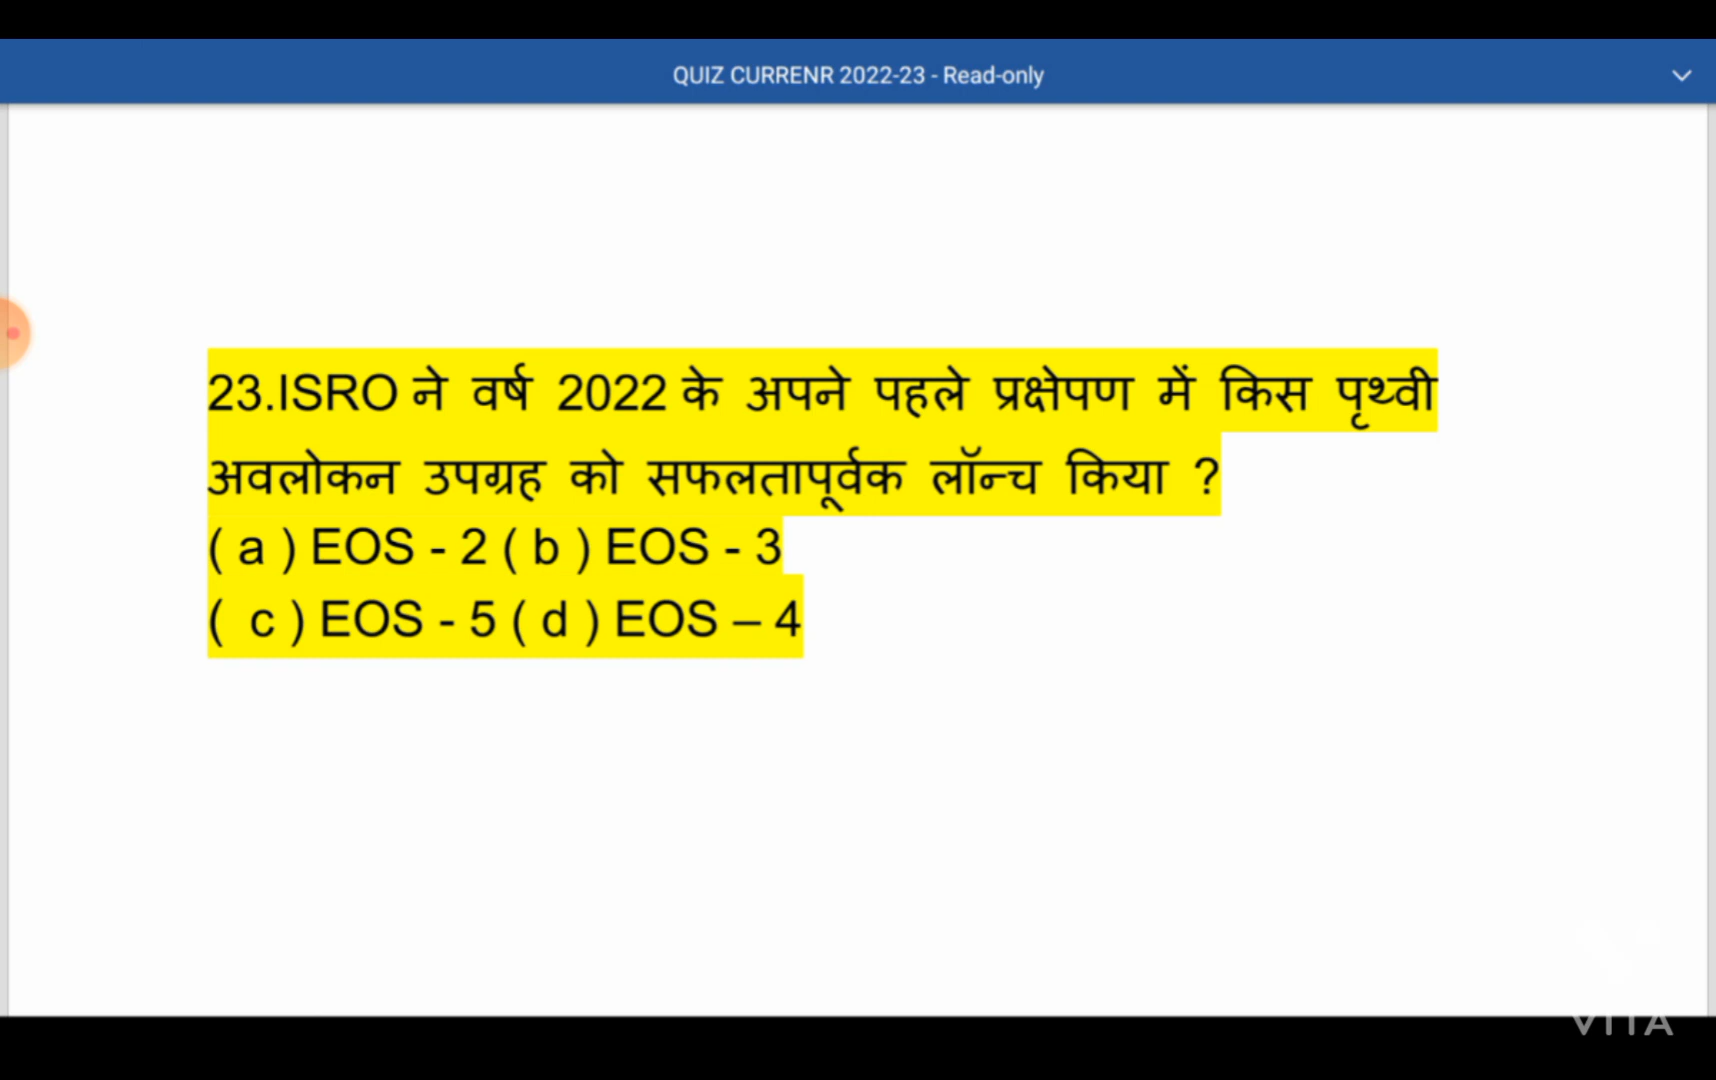 QUIZ CURRENR 2022-23 - Read-only
23.ISRO ने वर्ष 2022 के अपने पहले प्रक्षेपण में किस पृथ्वी
अवलोकन उपग्रह को सफलतापूर्वक लॉन्च किया ?
( a ) EOS - 2 ( b ) EOS - 3
( c ) EOS - 5 ( d ) EOS – 4
VITA